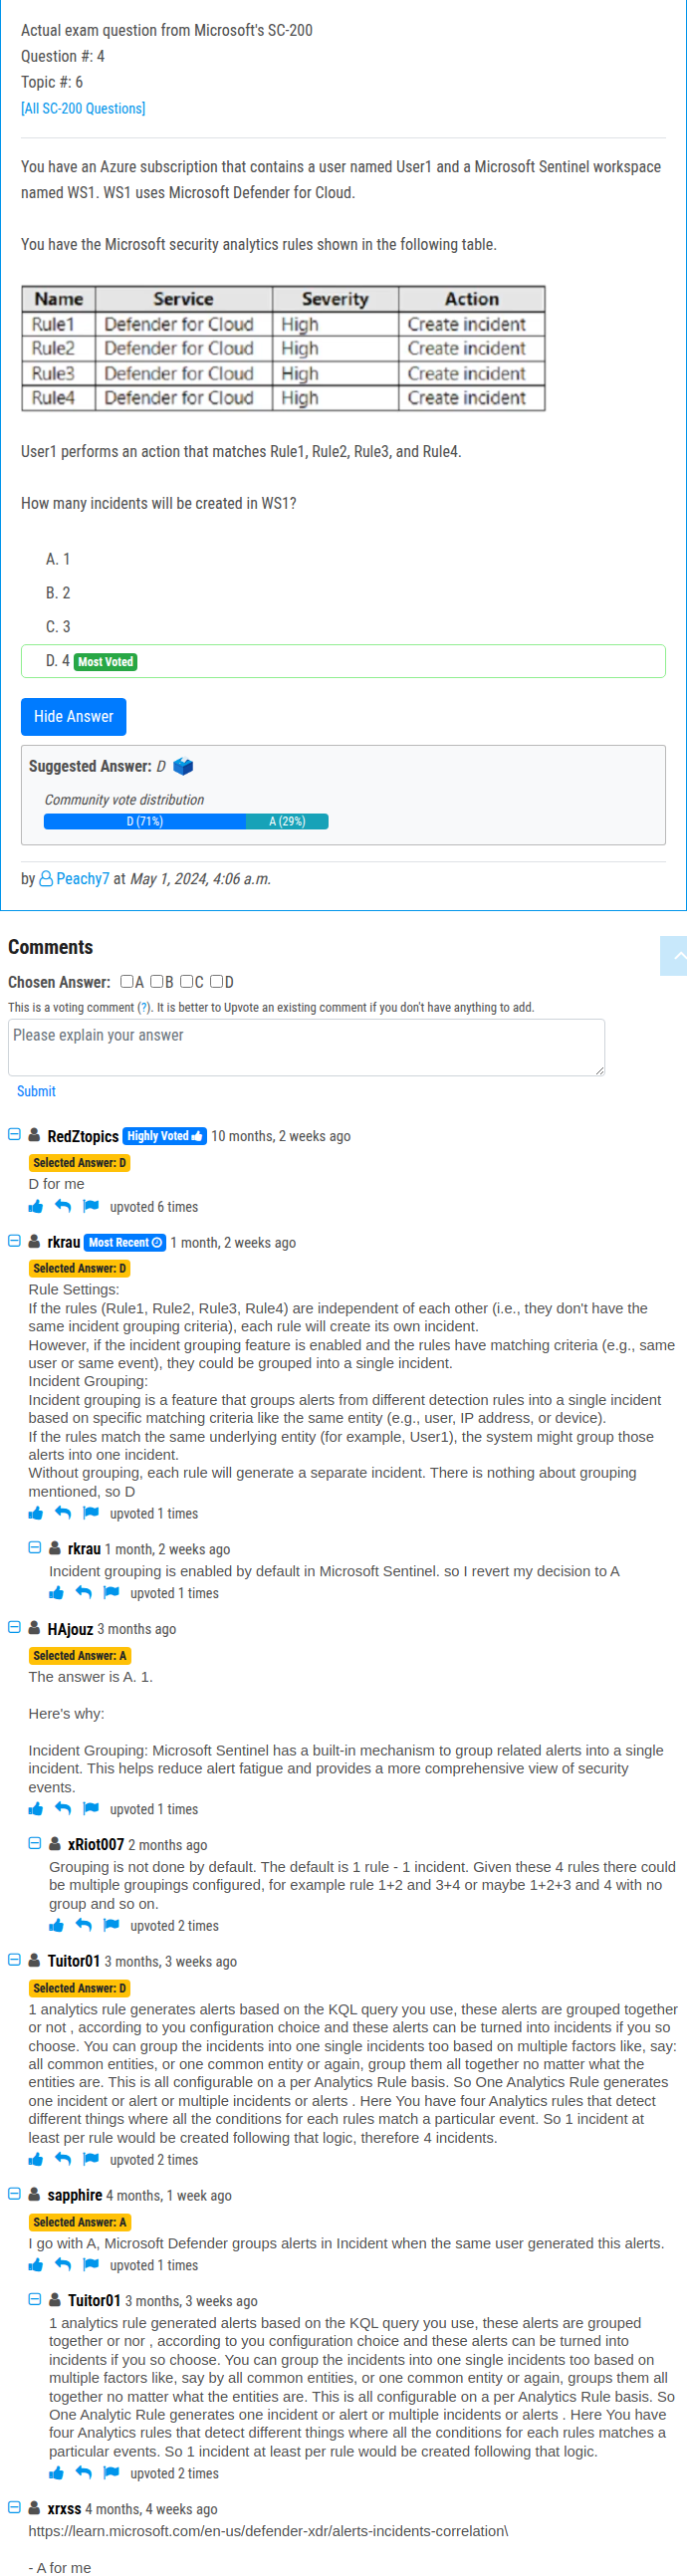 Actual exam question from Microsoft's SC-200
Question #: 4
Topic #: 6
[All SC-200 Questions]
You have an Azure subscription that contains a user named User1 and a Microsoft Sentinel workspace
named WS1. WS1 uses Microsoft Defender for Cloud.
You have the Microsoft security analytics rules shown in the following table.
Name Service Severity Action
Rule1 Defender for Cloud High Create incident
Rule2 Defender for Cloud High Create incident
Rule3 Defender for Cloud High Create incident
Rule4 Defender for Cloud High Create incident
User1 performs an action that matches Rule1, Rule2, Rule3, and Rule4.
How many incidents will be created in WS1?
A. 1
B. 2
C. 3
D. 4 Most Voted
Hide Answer
Suggested Answer: D
Community vote distribution
D (71%) A (29%)
by Peachy7 at May 1, 2024, 4:06 a.m.
Comments
Chosen Answer: A B C D
This is a voting comment (?). It is better to Upvote an existing comment if you don't have anything to add.
Please explain your answer
Submit
RedZtopics Highly Voted 10 months, 2 weeks ago
Selected Answer: D
D for me
upvoted 6 times
rkrau Most Recent 1 month, 2 weeks ago
Selected Answer: D
Rule Settings:
If the rules (Rule1, Rule2, Rule3, Rule4) are independent of each other (i.e., they don't have the
same incident grouping criteria), each rule will create its own incident.
However, if the incident grouping feature is enabled and the rules have matching criteria (e.g., same
user or same event), they could be grouped into a single incident.
Incident Grouping:
Incident grouping is a feature that groups alerts from different detection rules into a single incident
based on specific matching criteria like the same entity (e.g., user, IP address, or device).
If the rules match the same underlying entity (for example, User1), the system might group those
alerts into one incident.
Without grouping, each rule will generate a separate incident. There is nothing about grouping
mentioned, so D
upvoted 1 times
rkrau 1 month, 2 weeks ago
Incident grouping is enabled by default in Microsoft Sentinel. so I revert my decision to A
upvoted 1 times
HAjouz 3 months ago
Selected Answer: A
The answer is A. 1.
Here's why:
Incident Grouping: Microsoft Sentinel has a built-in mechanism to group related alerts into a single
incident. This helps reduce alert fatigue and provides a more comprehensive view of security
events.
upvoted 1 times
xRiot007 2 months ago
Grouping is not done by default. The default is 1 rule - 1 incident. Given these 4 rules there could
be multiple groupings configured, for example rule 1+2 and 3+4 or maybe 1+2+3 and 4 with no
group and so on.
upvoted 2 times
Tuitor01 3 months, 3 weeks ago
Selected Answer: D
1 analytics rule generates alerts based on the KQL query you use, these alerts are grouped together
or not , according to you configuration choice and these alerts can be turned into incidents if you so
choose. You can group the incidents into one single incidents too based on multiple factors like, say:
all common entities, or one common entity or again, group them all together no matter what the
entities are. This is all configurable on a per Analytics Rule basis. So One Analytics Rule generates
one incident or alert or multiple incidents or alerts . Here You have four Analytics rules that detect
different things where all the conditions for each rules match a particular event. So 1 incident at
least per rule would be created following that logic, therefore 4 incidents.
upvoted 2 times
sapphire 4 months, 1 week ago
Selected Answer: A
I go with A, Microsoft Defender groups alerts in Incident when the same user generated this alerts.
upvoted 1 times
Tuitor01 3 months, 3 weeks ago
1 analytics rule generated alerts based on the KQL query you use, these alerts are grouped
together or nor , according to you configuration choice and these alerts can be turned into
incidents if you so choose. You can group the incidents into one single incidents too based on
multiple factors like, say by all common entities, or one common entity or again, groups them all
together no matter what the entities are. This is all configurable on a per Analytics Rule basis. So
One Analytic Rule generates one incident or alert or multiple incidents or alerts . Here You have
four Analytics rules that detect different things where all the conditions for each rules matches a
particular events. So 1 incident at least per rule would be created following that logic.
upvoted 2 times
xrxss 4 months, 4 weeks ago
https://learn.microsoft.com/en-us/defender-xdr/alerts-incidents-correlation\
- A for me